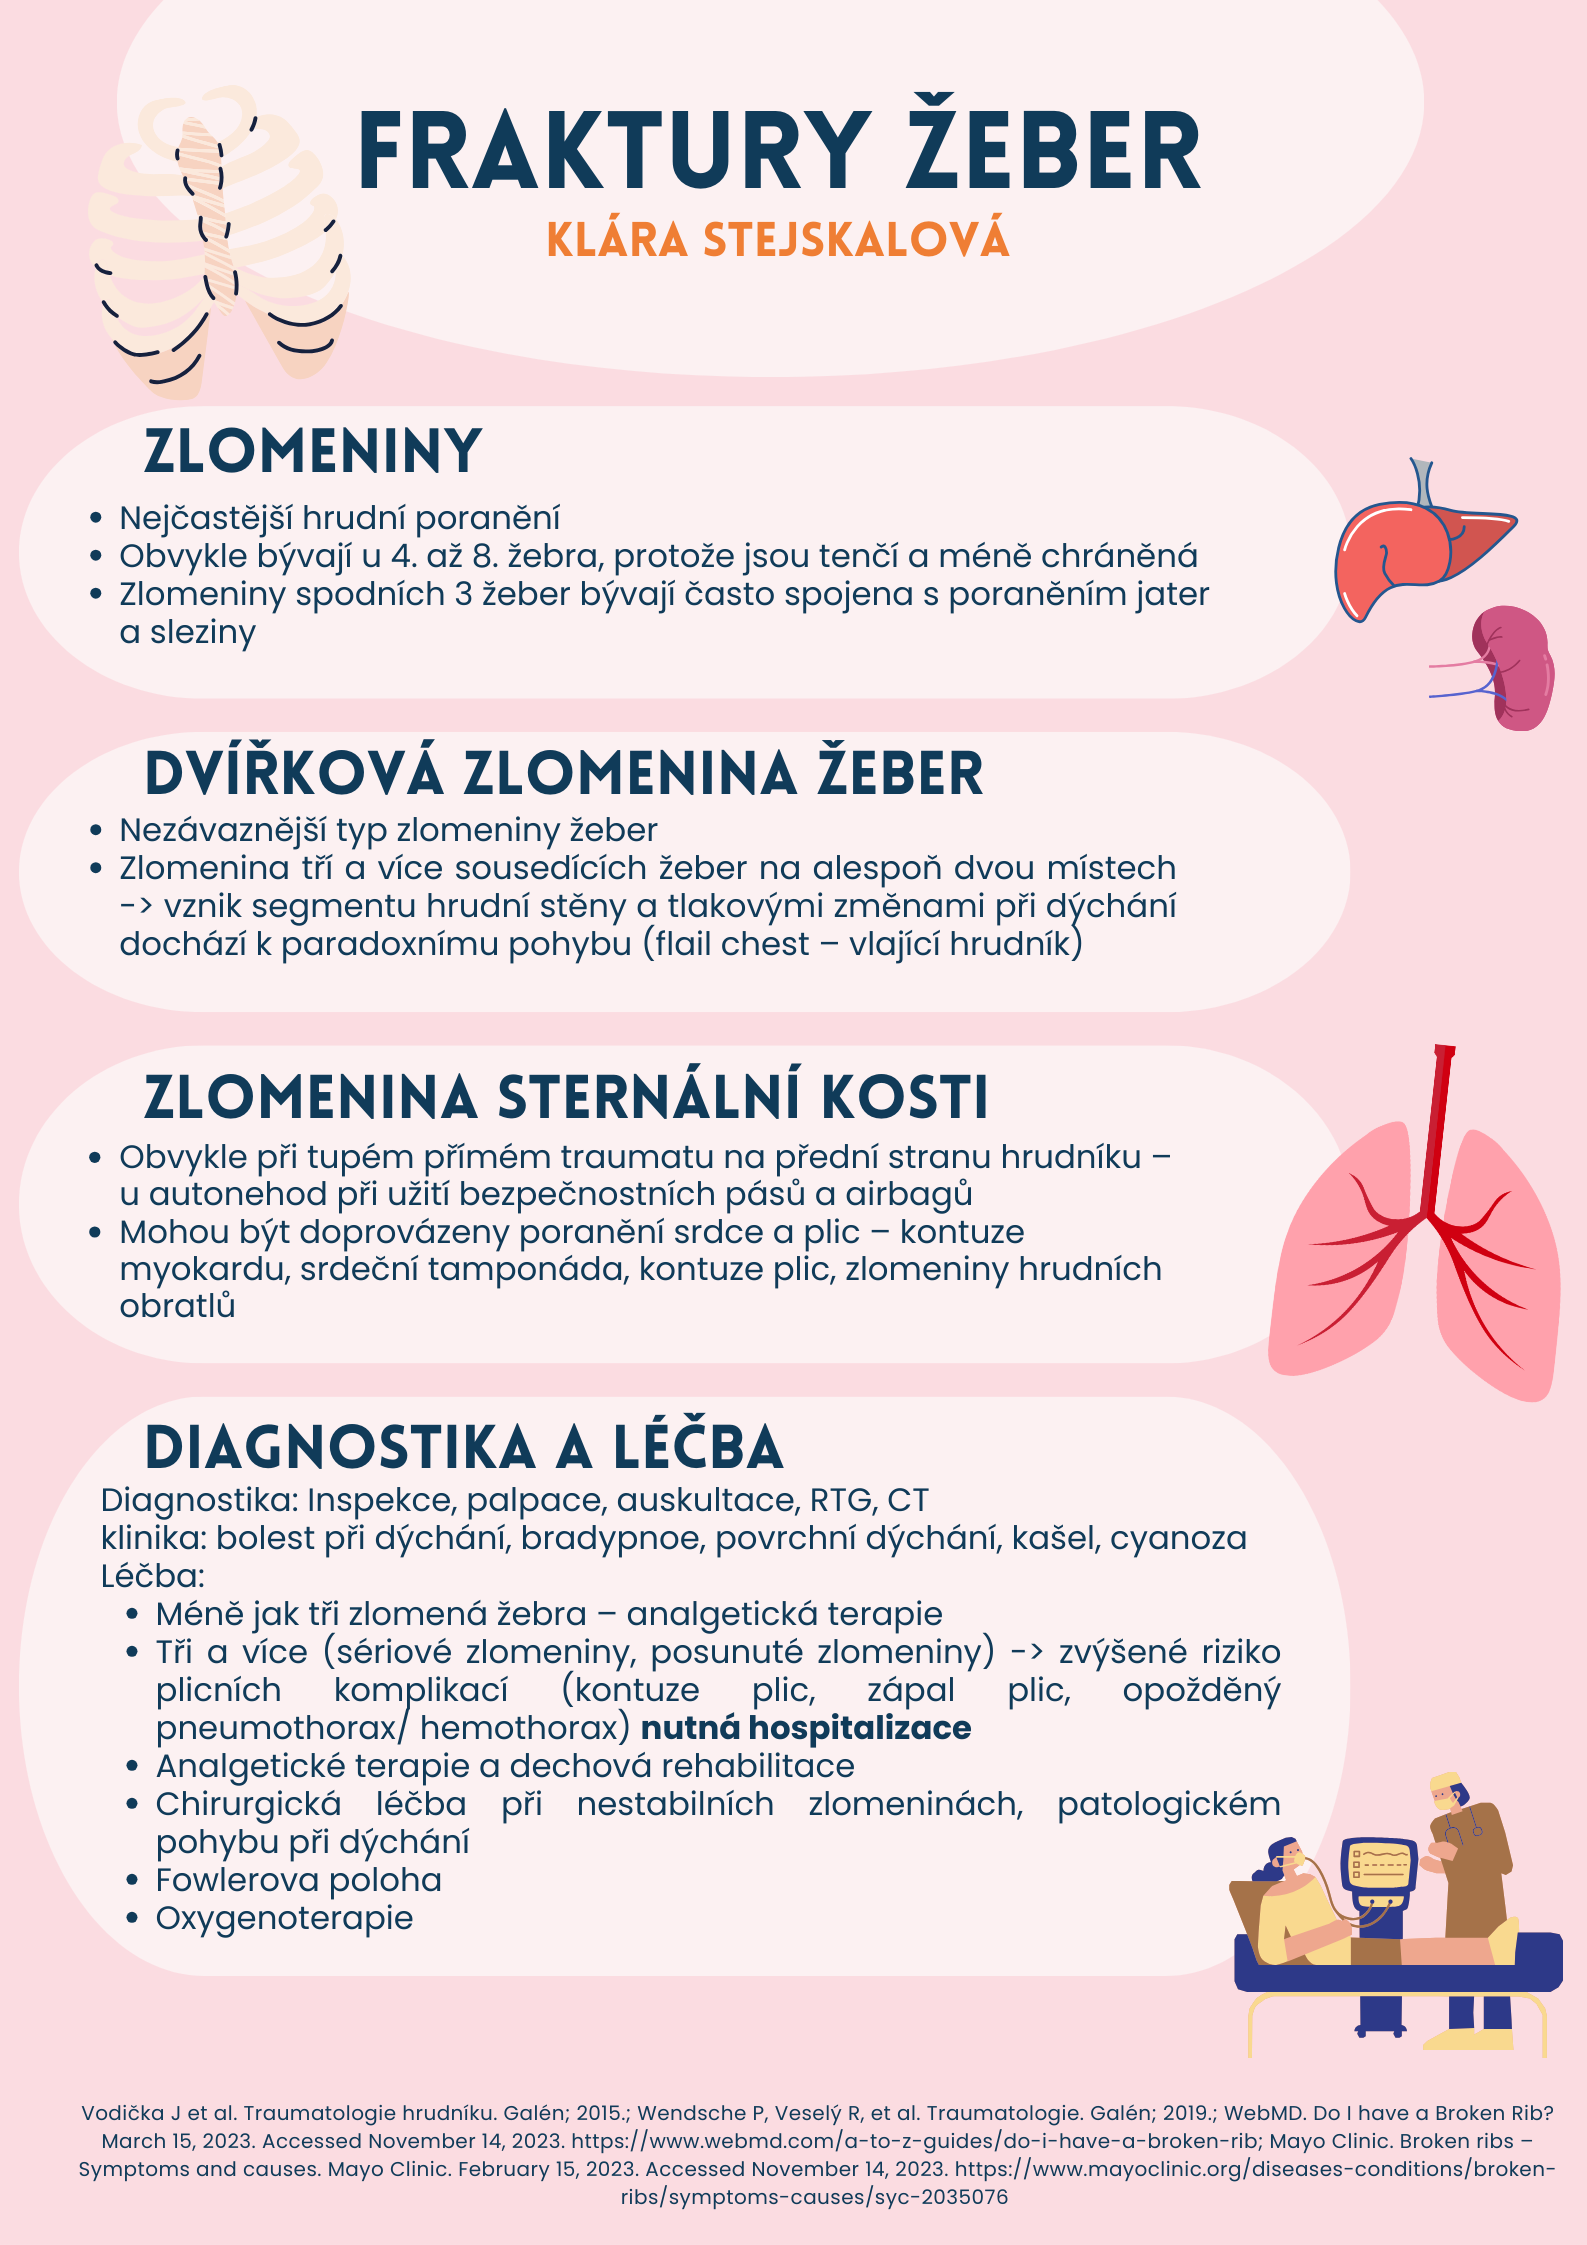 FRAKTURY ŽEBER
KLÁRA STEJSKALOVÁ
ZLOMENINY
• Nejčastější hrudní poranění
• Obvykle bývají u 4. až 8. žebra, protože jsou tenčí a méně chráněná
• Zlomeniny spodních 3 žeber bývají často spojena s poraněním jater
a sleziny
DVÍŘKOVÁ ZLOMENINA ŽEBER
• Nezávaznější typ zlomeniny žeber
• Zlomenina tří a více sousedících žeber na alespoň dvou místech
-> vznik segmentu hrudní stěny a tlakovými změnami při dýchání
dochází k paradoxnímu pohybu (flail chest – vlající hrudník)
ZLOMENINA STERNÁLNÍ KOSTI
• Obvykle při tupém přímém traumatu na přední stranu hrudníku –
u autonehod při užití bezpečnostních pásů a airbagů
• Mohou být doprovázeny poranění srdce a plic – kontuze
myokardu, srdeční tamponáda, kontuze plic, zlomeniny hrudních
obratlů
DIAGNOSTIKA A LÉČBA
Diagnostika: Inspekce, palpace, auskultace, RTG, CT
klinika: bolest při dýchání, bradypnoe, povrchní dýchání, kašel, cyanoza
Léčba:
• Méně jak tři zlomená žebra – analgetická terapie
• Tři a více (sériové zlomeniny, posunuté zlomeniny) -> zvýšené riziko
plicních komplikací (kontuze plic, zápal plic, opožděný
pneumothorax/ hemothorax) nutná hospitalizace
• Analgetické terapie a dechová rehabilitace
• Chirurgická léčba při nestabilních zlomeninách, patologickém
pohybu při dýchání
• Fowlerova poloha
• Oxygenoterapie
Vodička J et al. Traumatologie hrudníku. Galén; 2015.; Wendsche P, Veselý R, et al. Traumatologie. Galén; 2019.; WebMD. Do I have a Broken Rib?
March 15, 2023. Accessed November 14, 2023. https://www.webmd.com/a-to-z-guides/do-i-have-a-broken-rib; Mayo Clinic. Broken ribs –
Symptoms and causes. Mayo Clinic. February 15, 2023. Accessed November 14, 2023. https://www.mayoclinic.org/diseases-conditions/broken-
ribs/symptoms-causes/syc-2035076